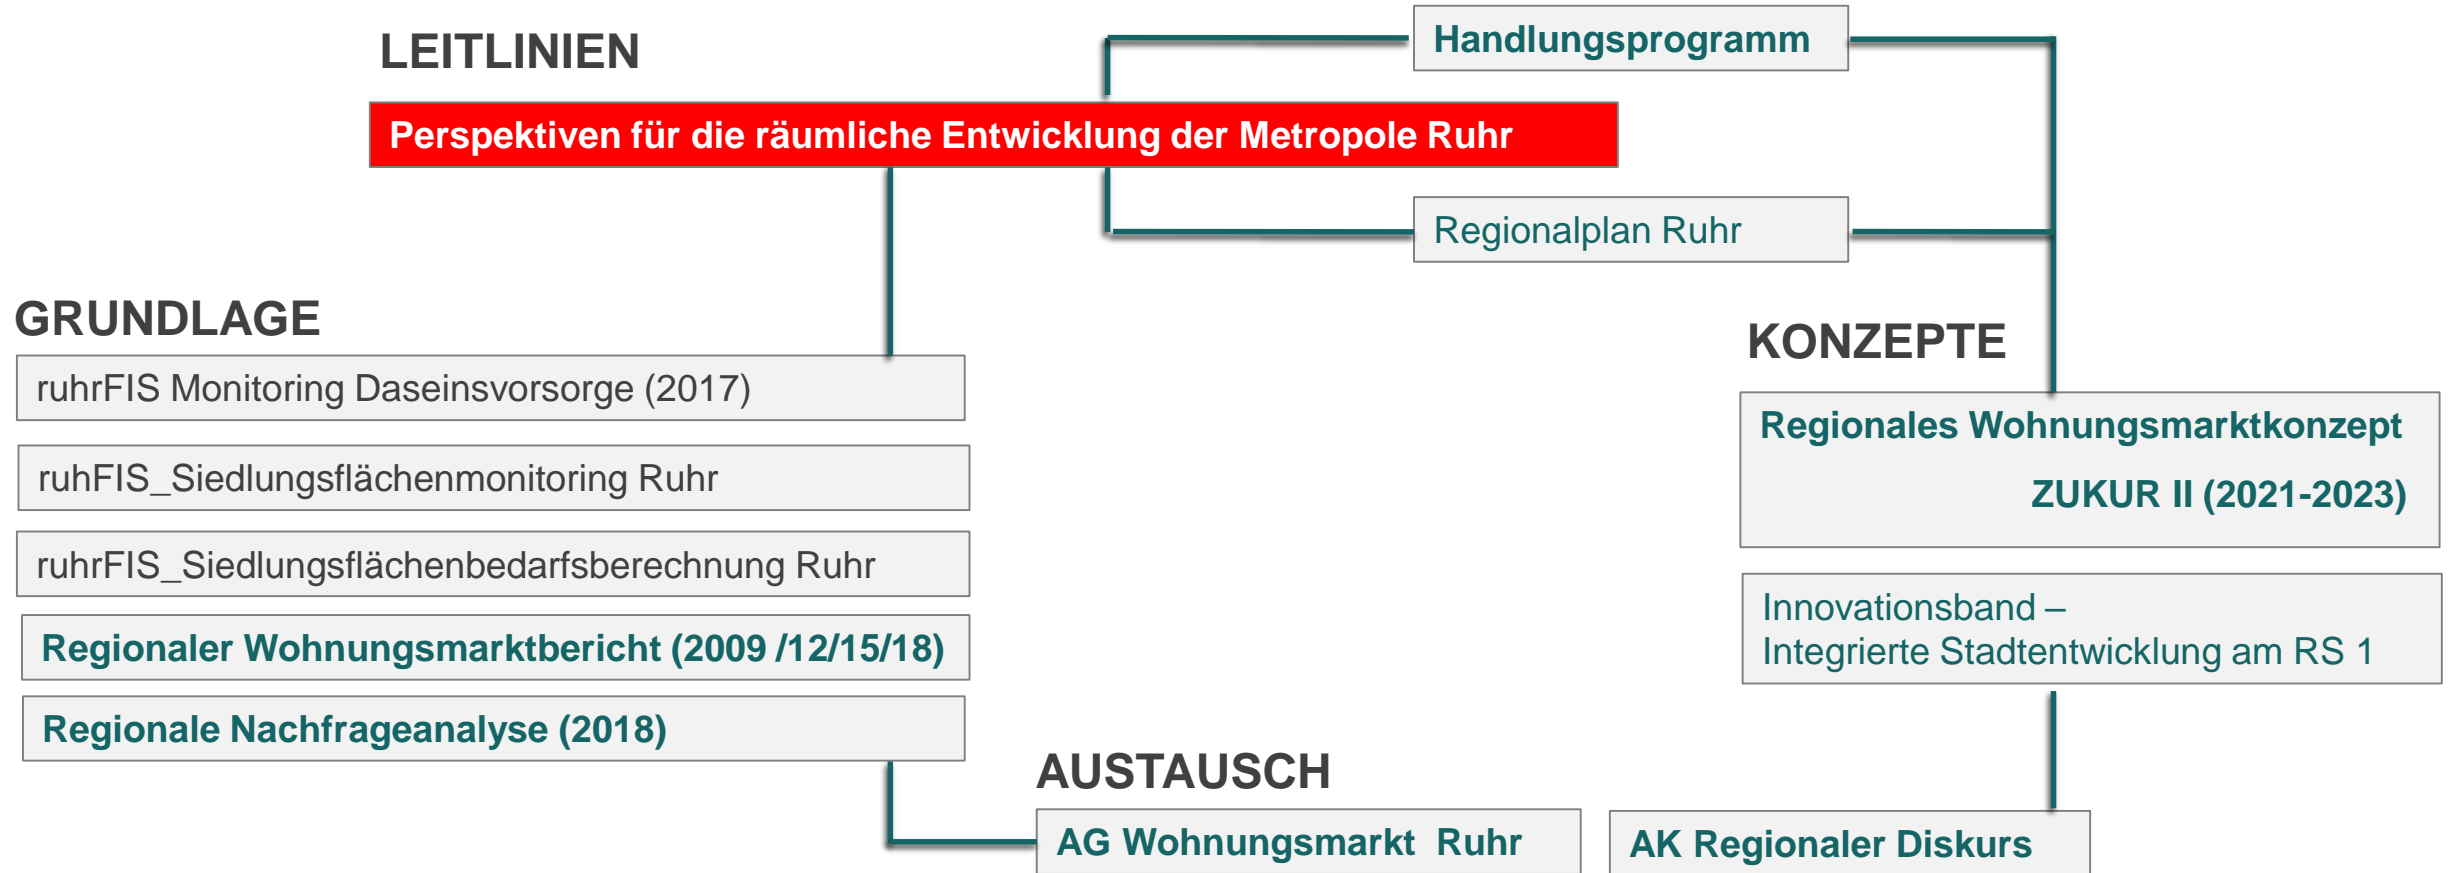 LEITLINIEN
Perspektiven für die räumliche Entwicklung der Metropole Ruhr
Handlungsprogramm
Regionalplan Ruhr
GRUNDLAGE
ruhrFIS Monitoring Daseinsvorsorge (2017)
ruhFIS_Siedlungsflächenmonitoring Ruhr
ruhrFIS_Siedlungsflächenbedarfsberechnung Ruhr
Regionaler Wohnungsmarktbericht (2009 /12/15/18)
Regionale Nachfrageanalyse (2018)
KONZEPTE
Regionales Wohnungsmarktkonzept
ZUKUR II (2021-2023)
Innovationsband –
Integrierte Stadtentwicklung am RS 1
AUSTAUSCH
AG Wohnungsmarkt Ruhr
AK Regionaler Diskurs